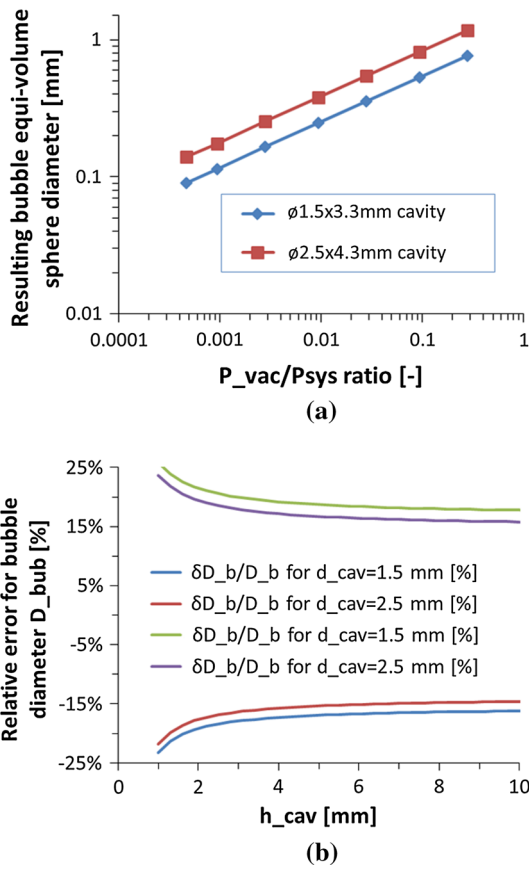 Resulting bubble equi-volume
sphere diameter [mm]
1
0.1
0.01
ø1.5x3.3mm cavity
ø2.5x4.3mm cavity
0.0001
0.001
0.01
0.1
1
P_vac/Psys ratio [-]
(a)
Relative error for bubble
diameter D_bub [%]
25%
15%
5%
-5%
-15%
-25%
δD_b/D_b for d_cav=1.5 mm [%]
δD_b/D_b for d_cav=2.5 mm [%]
δD_b/D_b for d_cav=1.5 mm [%]
δD_b/D_b for d_cav=2.5 mm [%]
0
2
4
6
8
10
h_cav [mm]
(b)